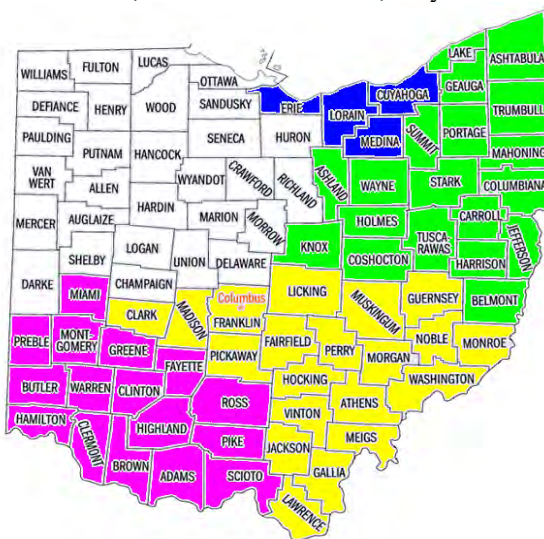 LAKE
ASHTABULA
LUCAS
FULTON
WILLIAMS
OTTAWA
CUYAHOGA
GEAUGA
DEFIANCE
HENRY
WOOD
SANDUSKY
ERIE
LORAIN
TRUMBULL
PAULDING
SENECA
HURON
MEDINA
SUMMIT
PORTAGE
PUTNAM
HANCOCK
MAHONING
VAN
WERT
ALLEN
WYANDOT
CRAWFORD
RICHLAND
ASHLAND
WAYNE
STARK
COLUMBIANA
HARDIN
MERCER
AUGLAIZE
MARION
MORROW
HOLMES
CARROLL
TUSCA-
RAWAS
JEFFERSON
LOGAN
UNION
KNOX
COSHOCTON
HARRISON
SHELBY
DELAWARE
DARKE
CHAMPAIGN
LICKING
MUSKINGUM
GUERNSEY
BELMONT
MIAMI
MADISON
Columbus
CLARK
FRANKLIN
PREBLE
MONT-
GOMERY
GREENE
FAIRFIELD
PERRY
NOBLE
MONROE
PICKAWAY
MORGAN
FAYETTE
HOCKING
WASHINGTON
BUTLER
WARREN
CLINTON
ROSS
ATHENS
HAMILTON
CLERMONT
HIGHLAND
VINTON
PIKE
MEIGS
JACKSON
BROWN
ADAMS
SCIOTO
GALLIA
LAWRENCE